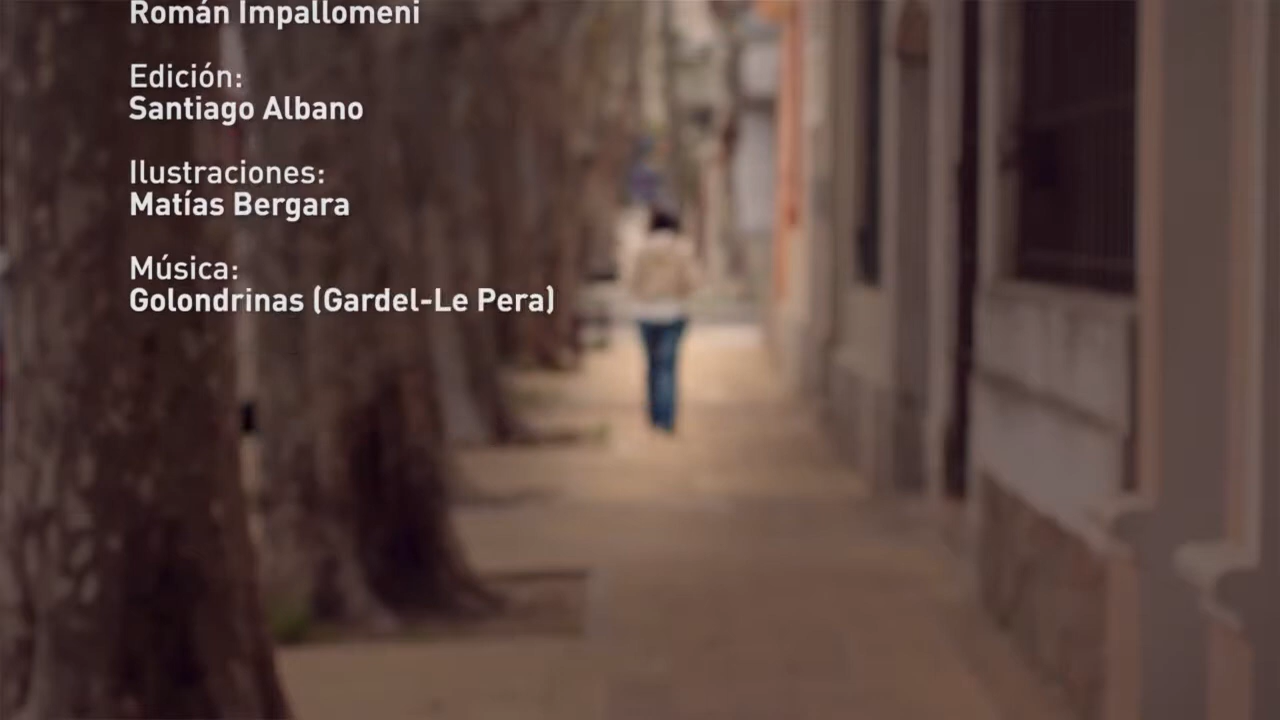 Román Impallomeni
Edición:
Santiago Albano
Ilustraciones:
Matías Bergara
Música:
Golondrinas (Gardel-Le Pera)